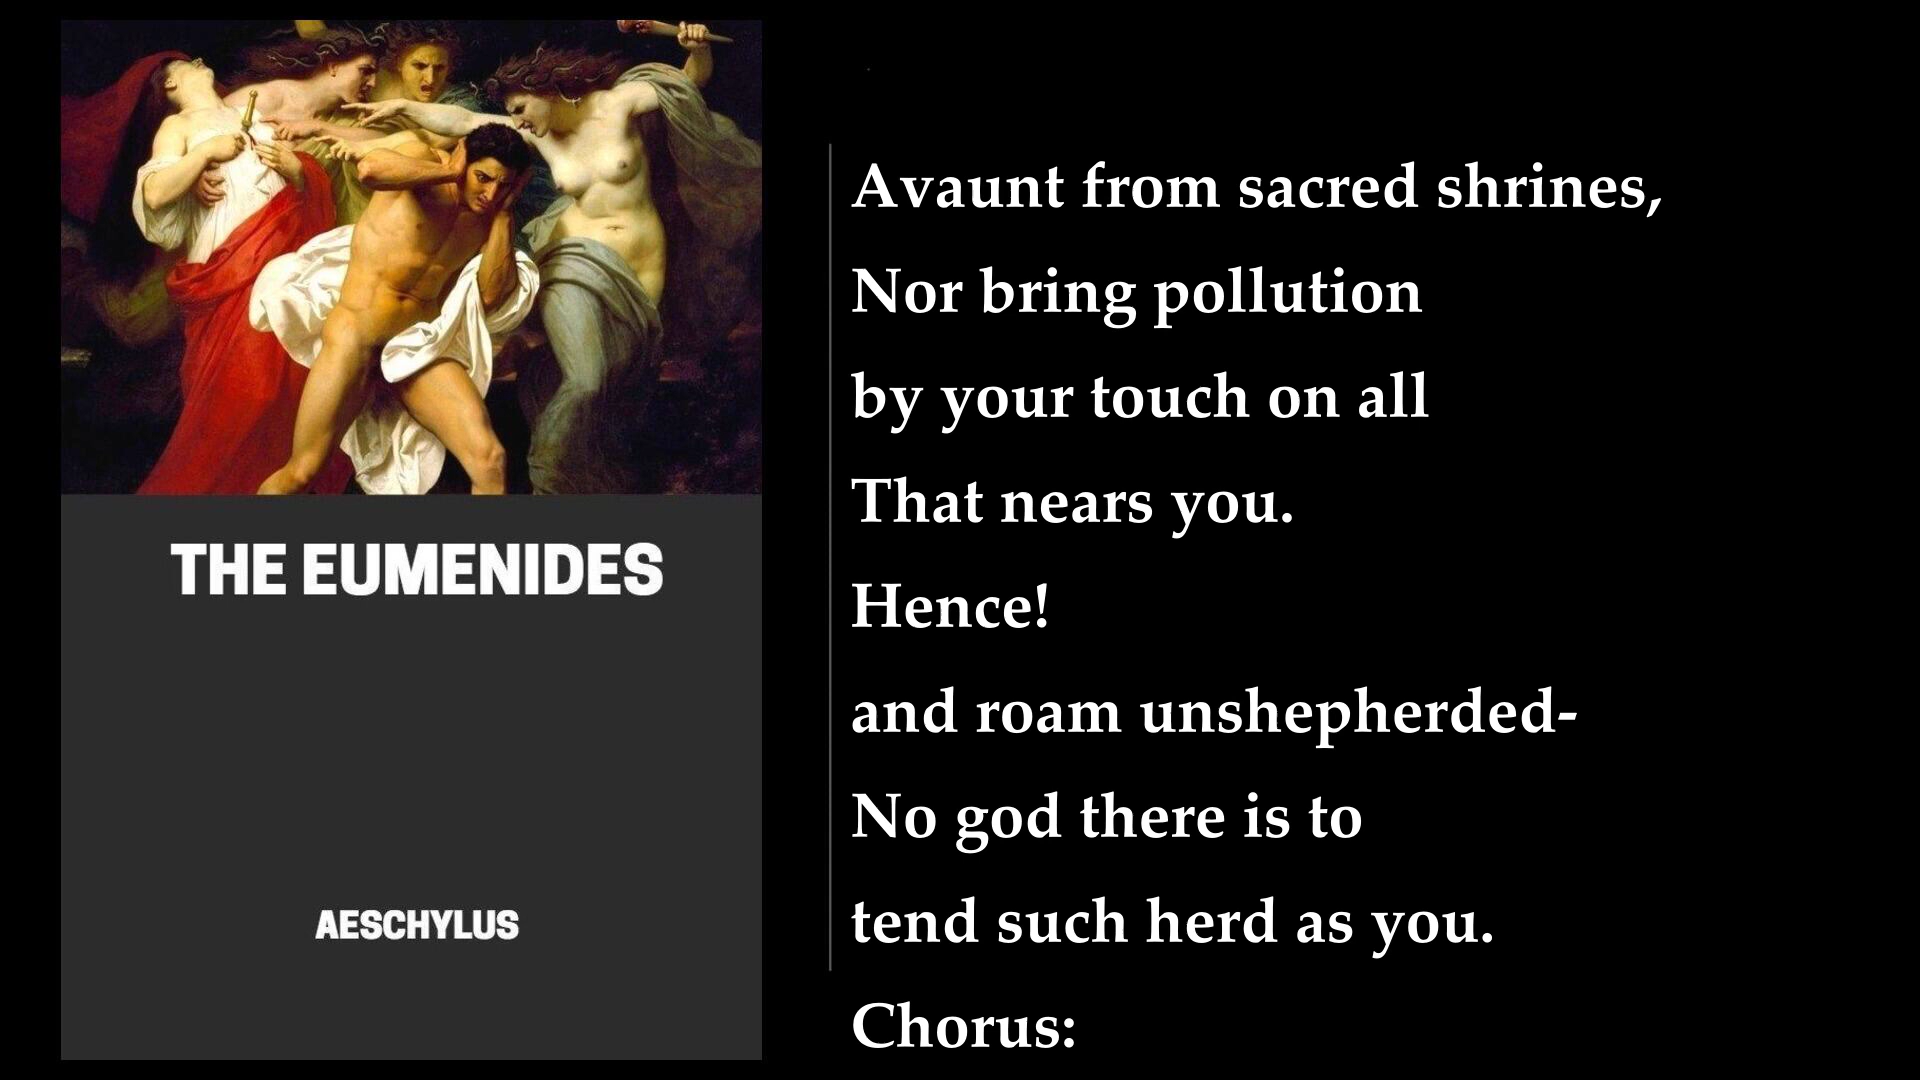 THE EUMENIDES
AESCHYLUS
Avaunt from sacred shrines,
Nor bring pollution
by your touch on all
That nears you.
Hence!
and roam unshepherded-
No god there is to
tend such herd as you.
Chorus: